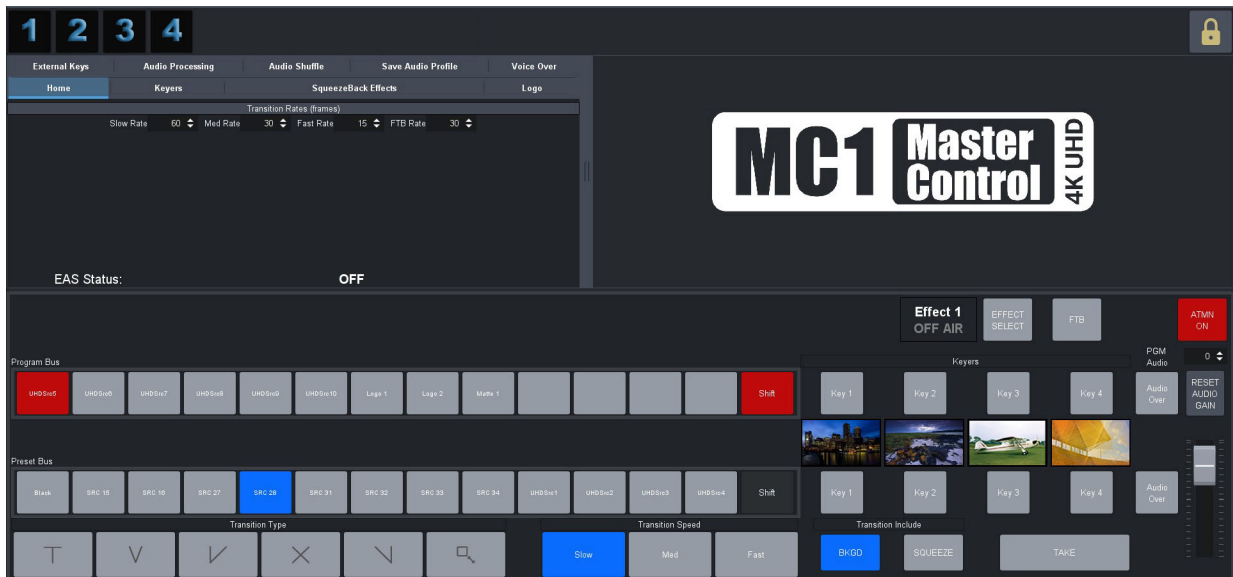 1 2 3 4
External Keys Audio Processing Audio Shuffle Save Audio Profile Voice Over
Home Keyers SqueezeBack Effects Logo
Transition Rates (frames)
Slow Rate 60 Med Rate 30 Fast Rate 15 FTB Rate 30
MC1 Master Control 4K UHD
EAS Status: OFF
Effect 1
OFF AIR
EFFECT
SELECT
FTB
ATMN
ON
Program Bus
Keyers
PGM
Audio
0
UHDSrc5 UHDSrc6 UHDSrc7 UHDSrc8 UHDSrc9 UHDSrc10 Logo 1 Logo 2 Matte 1 Shift
Key 1 Key 2 Key 3 Key 4
Audio
Over
RESET
AUDIO
GAIN
Preset Bus
Black SRC 15 SRC 16 SRC 27 SRC 28 SRC 31 SRC 32 SRC 33 SRC 34 UHDSrc1 UHDSrc2 UHDSrc3 UHDSrc4 Shift
Key 1 Key 2 Key 3 Key 4
Audio
Over
Transition Type Transition Speed Transition Include
Slow Med Fast BKGD SQUEEZE TAKE